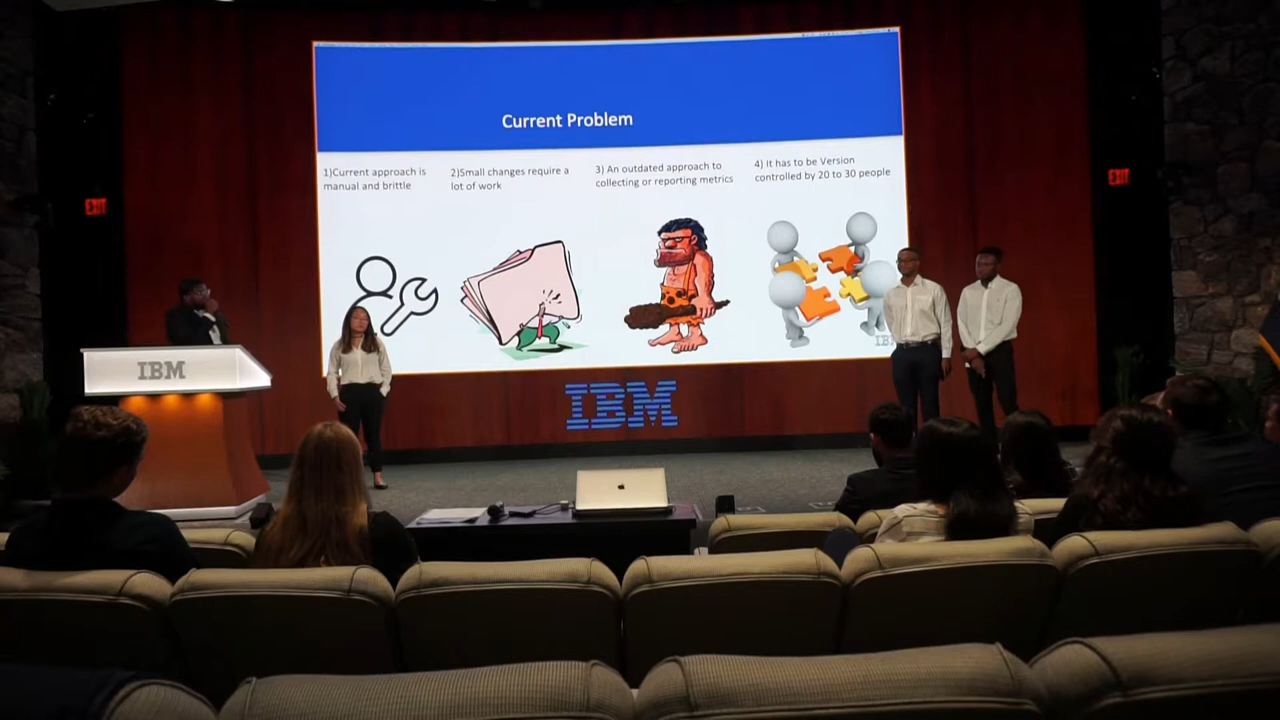 Current Problem
1)Current approach is
manual and brittle
2)Small changes require a
lot of work
3) An outdated approach to
collecting or reporting metrics
4) It has to be Version
controlled by 20 to 30 people
EXIT
EXIT
IBM
IBM
IBM